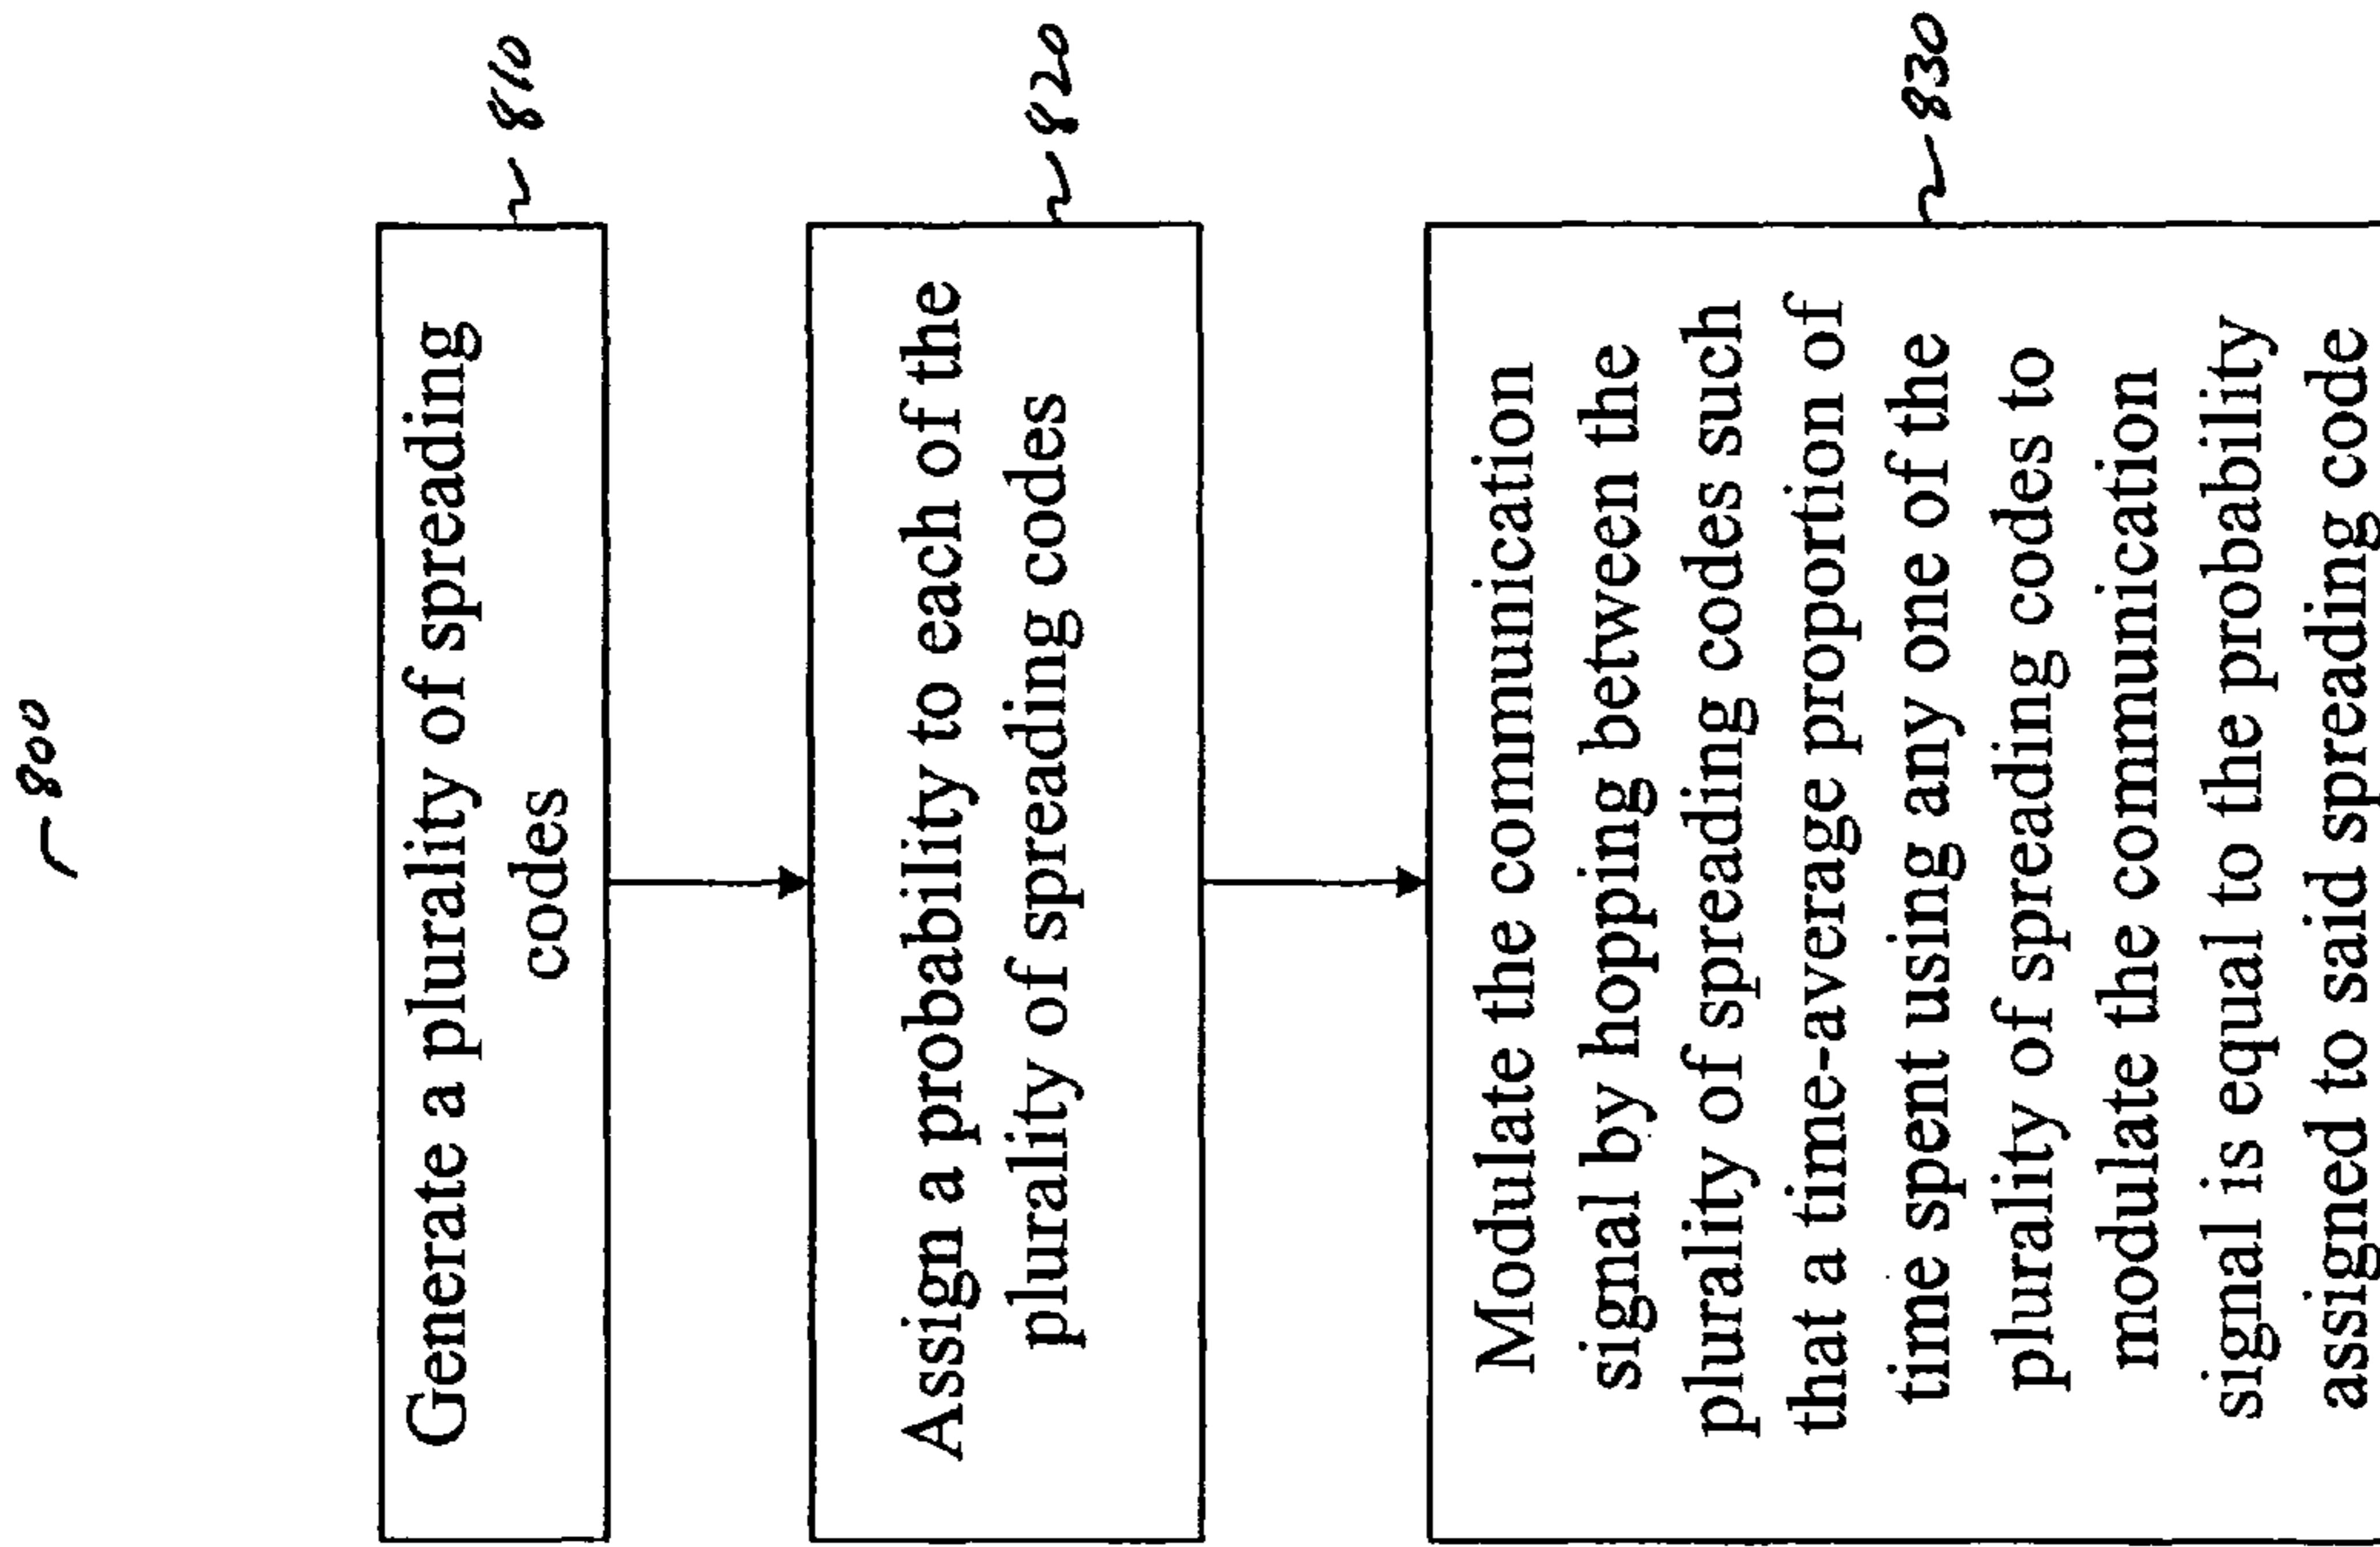 800
Generate a plurality of spreading
codes
810
Assign a probability to each of the
plurality of spreading codes
820
Modulate the communication
signal by hopping between the
plurality of spreading codes such
that a time-average proportion of
time spent using any one of the
plurality of spreading codes to
modulate the communication
signal is equal to the probability
assigned to said spreading code
830